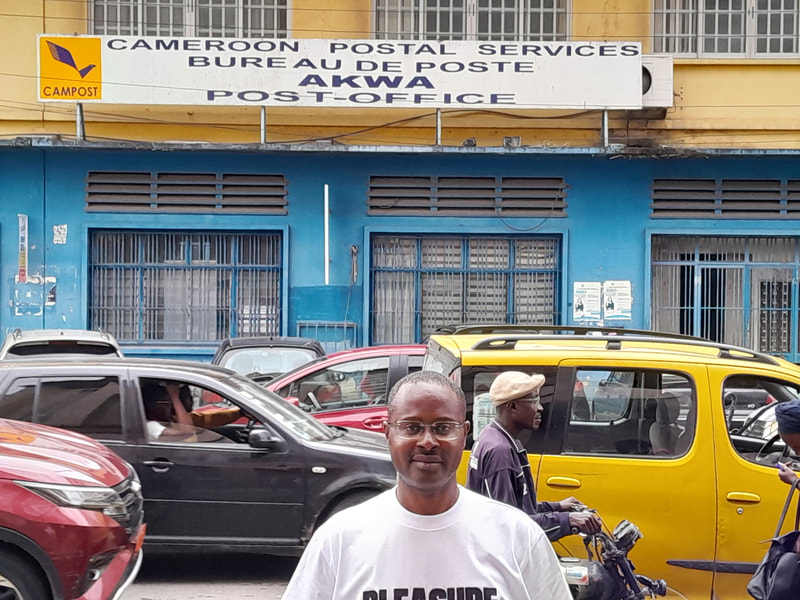 CAMEROON POSTAL SERVICES
BUREAU DE POSTE
AKWA
POST-OFFICE
CAMPOST
PLEASURE